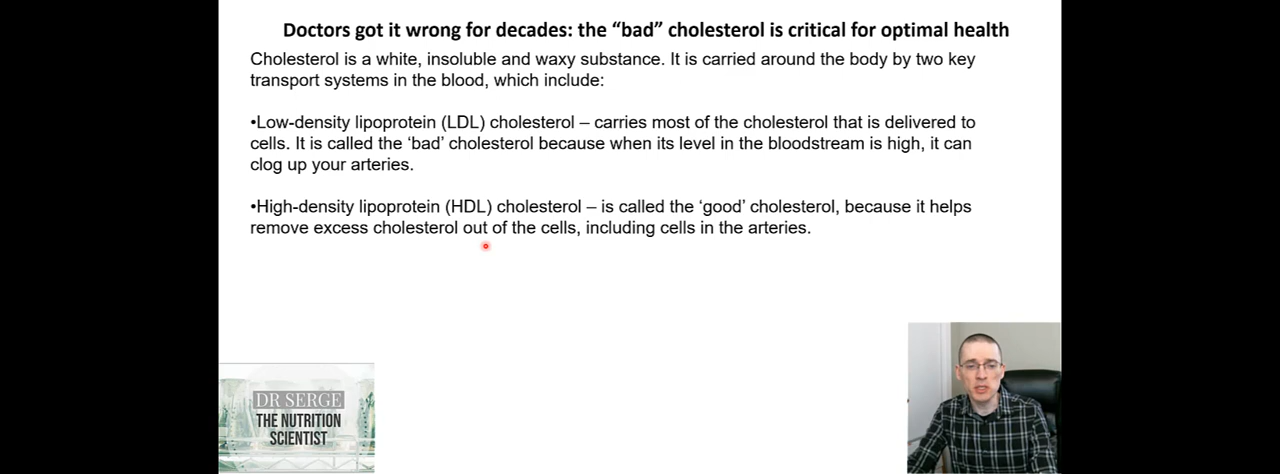 Doctors got it wrong for decades: the “bad” cholesterol is critical for optimal health
Cholesterol is a white, insoluble and waxy substance. It is carried around the body by two key
transport systems in the blood, which include:
•Low-density lipoprotein (LDL) cholesterol – carries most of the cholesterol that is delivered to
cells. It is called the ‘bad’ cholesterol because when its level in the bloodstream is high, it can
clog up your arteries.
•High-density lipoprotein (HDL) cholesterol – is called the ‘good’ cholesterol, because it helps
remove excess cholesterol out of the cells, including cells in the arteries.
DR SERGE
THE NUTRITION
SCIENTIST